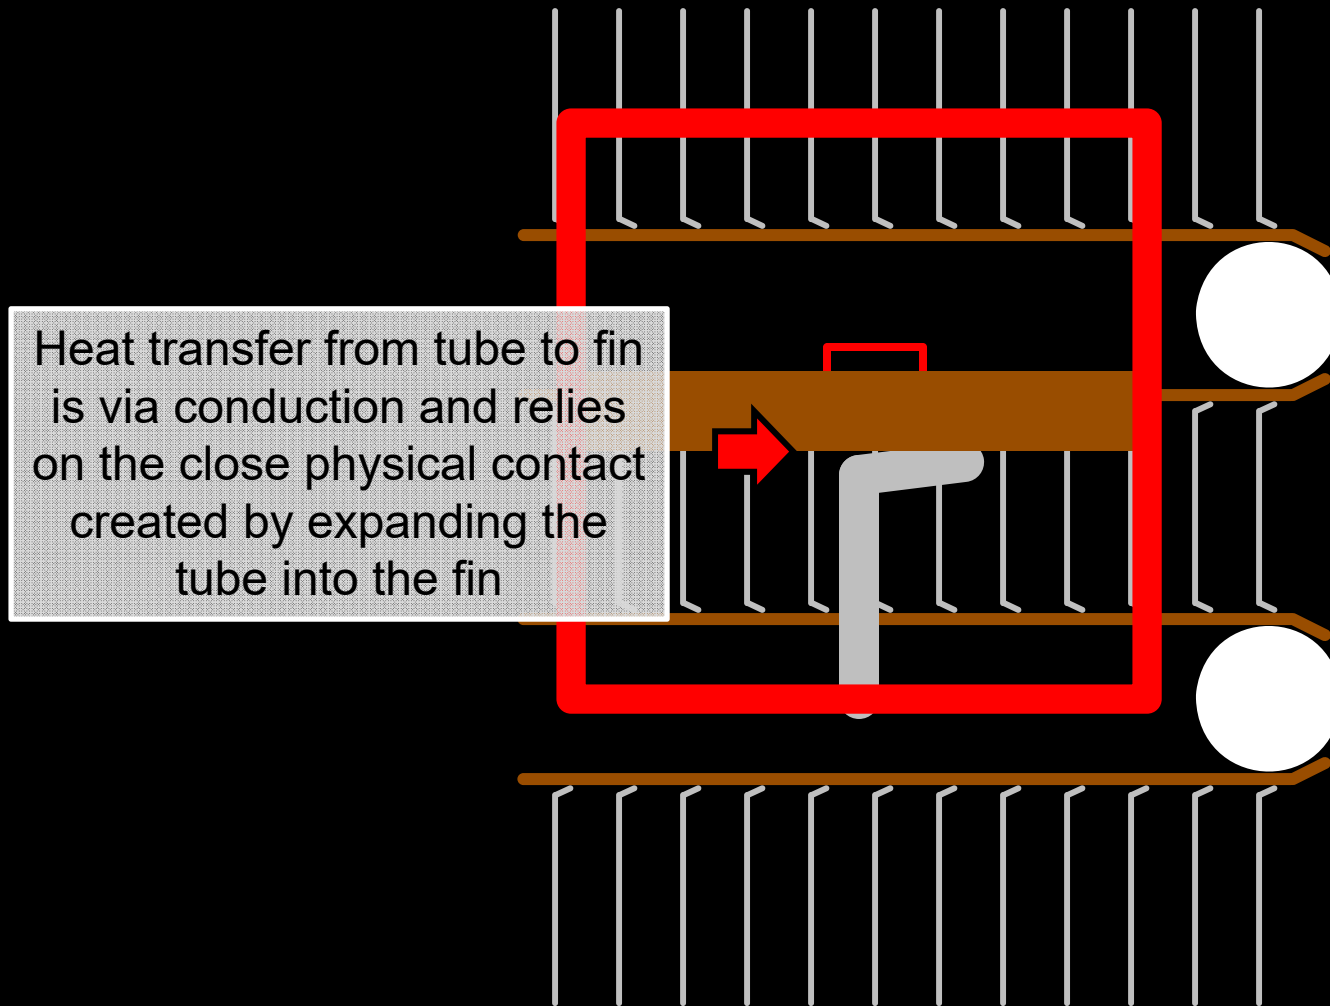 Heat transfer from tube to fin
is via conduction and relies
on the close physical contact
created by expanding the
tube into the fin